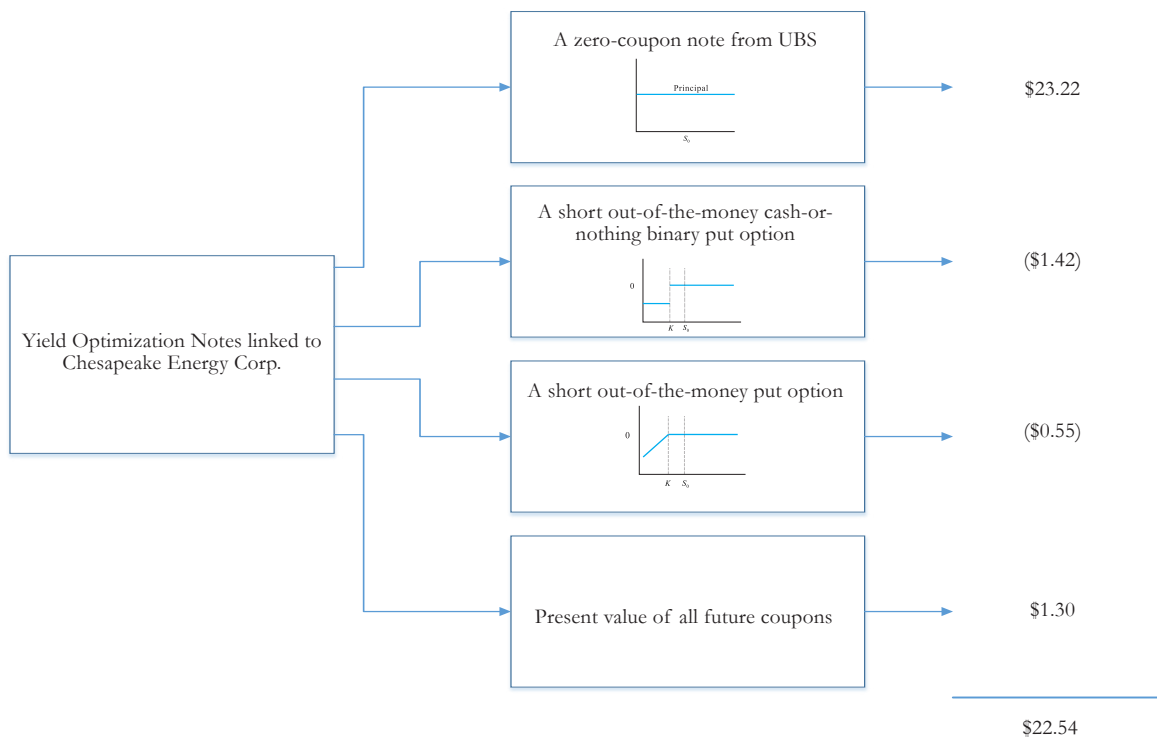 A zero-coupon note from UBS
Principal
S₀
$23.22
A short out-of-the-money cash-or-
nothing binary put option
0
K S₀
($1.42)
Yield Optimization Notes linked to
Chesapeake Energy Corp.
A short out-of-the-money put option
0
K S₀
($0.55)
Present value of all future coupons
$1.30
$22.54